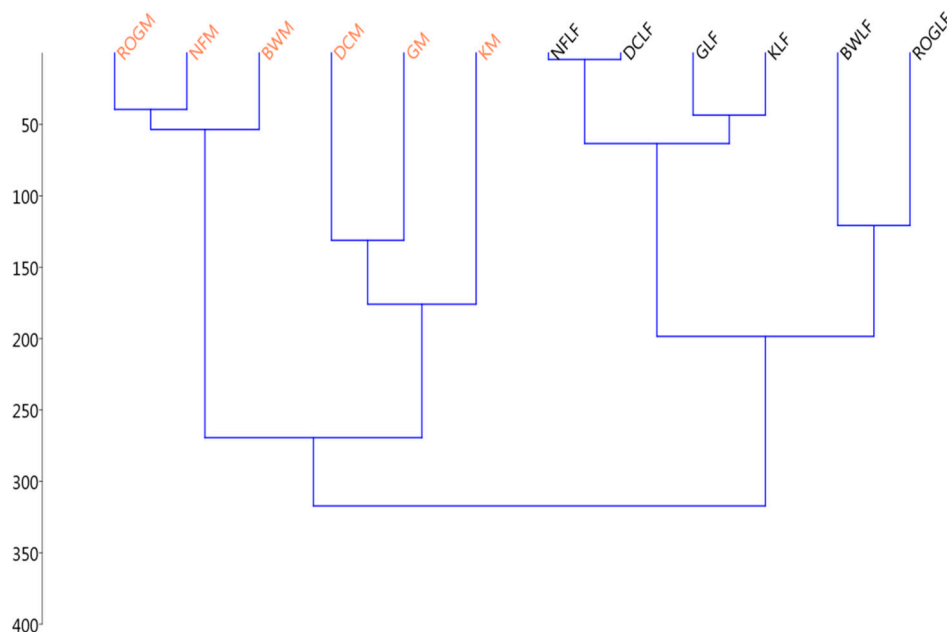 ROGM
NFM
BWM
DCM
GM
KM
NFLF
DCLF
GLF
KLF
BWLF
ROGLF
50
100
150
200
250
300
350
400